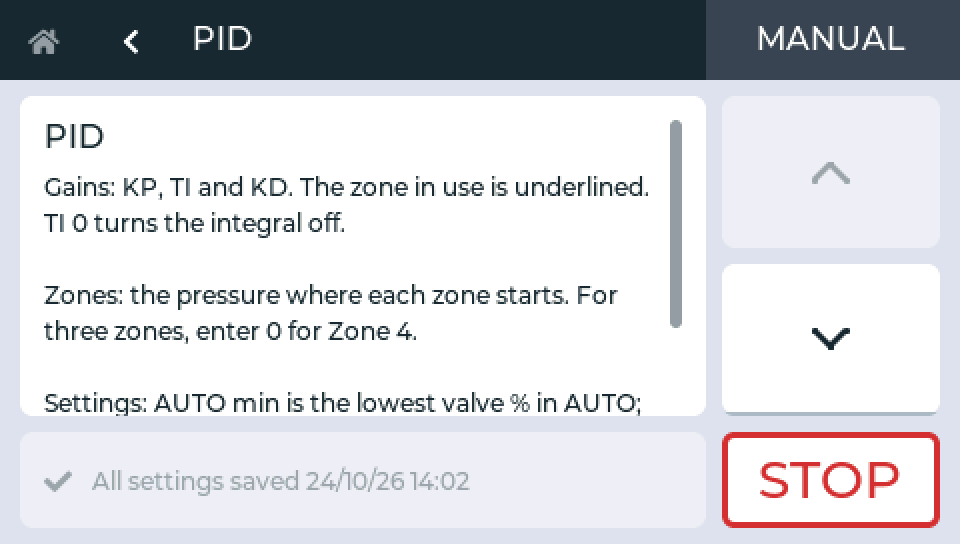 PID
MANUAL
PID
Gains: KP, TI and KD. The zone in use is underlined.
TI 0 turns the integral off.
Zones: the pressure where each zone starts. For
three zones, enter 0 for Zone 4.
Settings: AUTO min is the lowest valve % in AUTO;
All settings saved 24/10/26 14:02
STOP